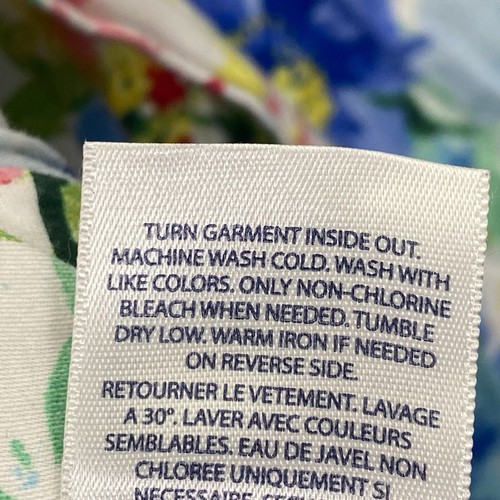 TURN GARMENT INSIDE OUT.
MACHINE WASH COLD. WASH WITH
LIKE COLORS. ONLY NON-CHLORINE
BLEACH WHEN NEEDED. TUMBLE
DRY LOW. WARM IRON IF NEEDED
ON REVERSE SIDE.
RETOURNER LE VETEMENT. LAVAGE
A 30°. LAVER AVEC COULEURS
SEMBLABLES. EAU DE JAVEL NON
CHLOREE UNIQUEMENT SI
NECESSAIRE.